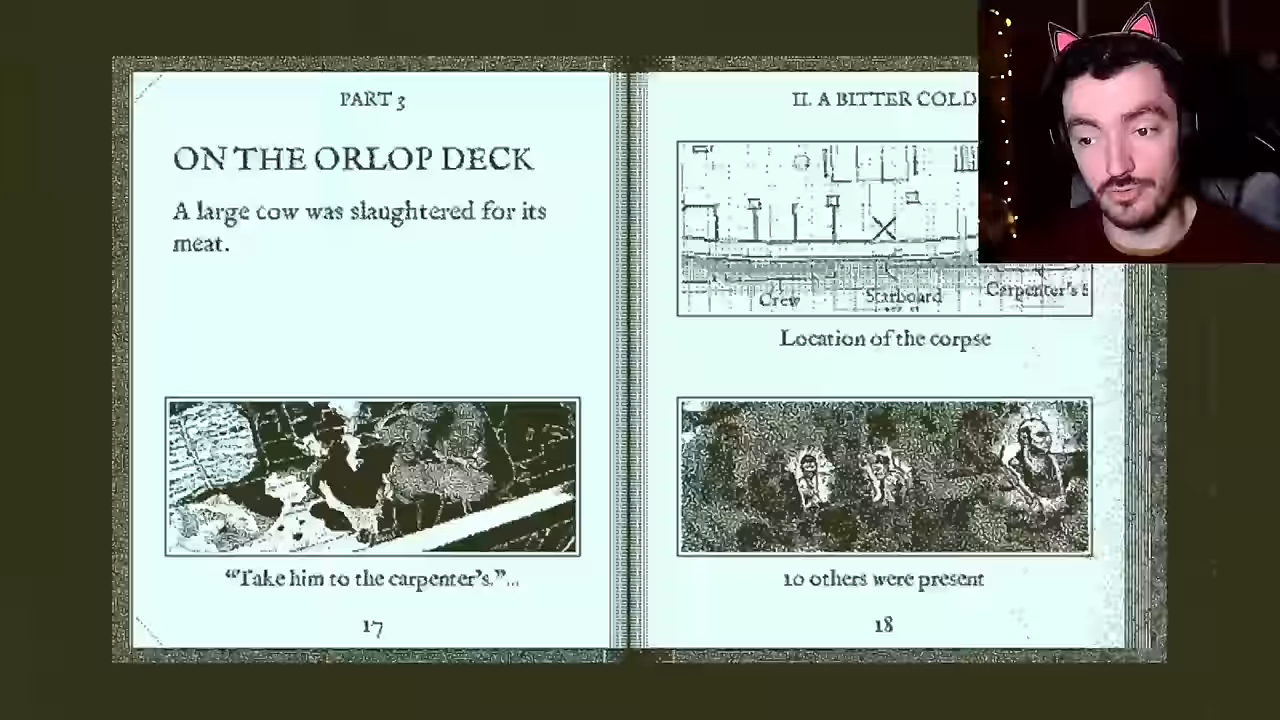 PART 3
ON THE ORLOP DECK
A large cow was slaughtered for its
meat.
"Take him to the carpenter's."...
17
II. A BITTER COLD
Crew
Starboard
Carpenter's S
Location of the corpse
10 others were present
18